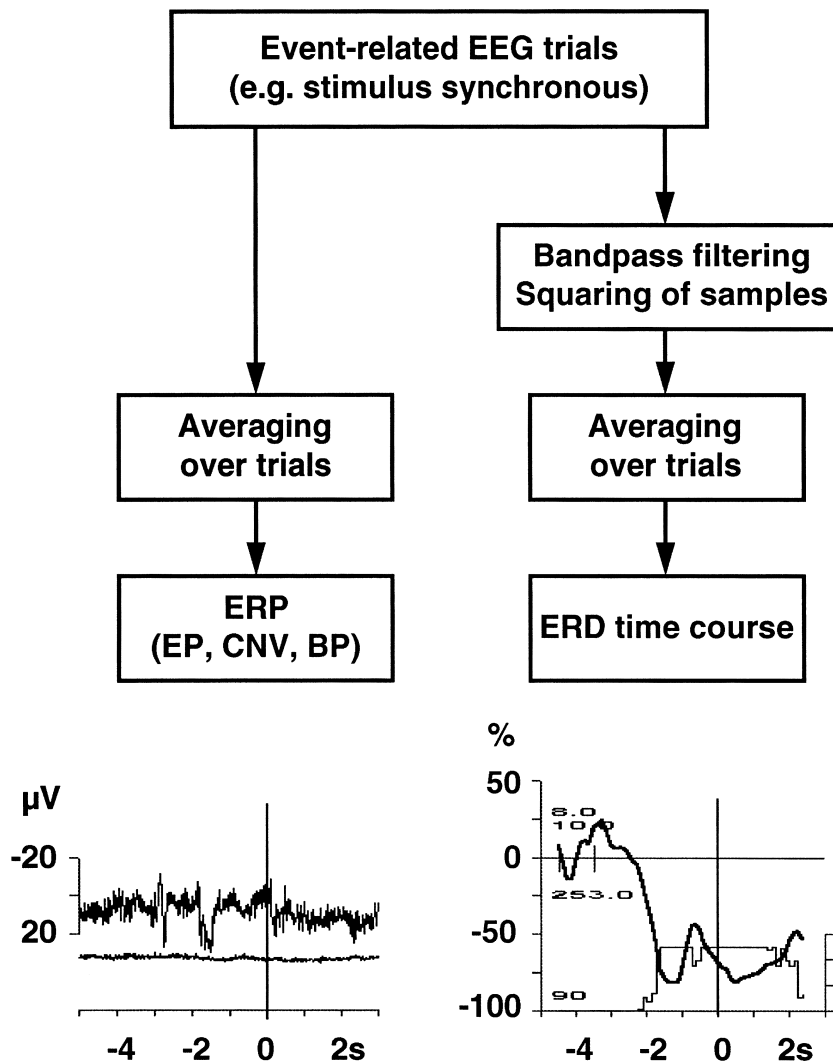 Event-related EEG trials
(e.g. stimulus synchronous)
Bandpass filtering
Squaring of samples
Averaging
over trials
Averaging
over trials
ERP
(EP, CNV, BP)
ERD time course
µV
-20
20
-4 -2 0 2s
%
50
0
-50
-100
8.0
10.0
253.0
90
-4 -2 0 2s